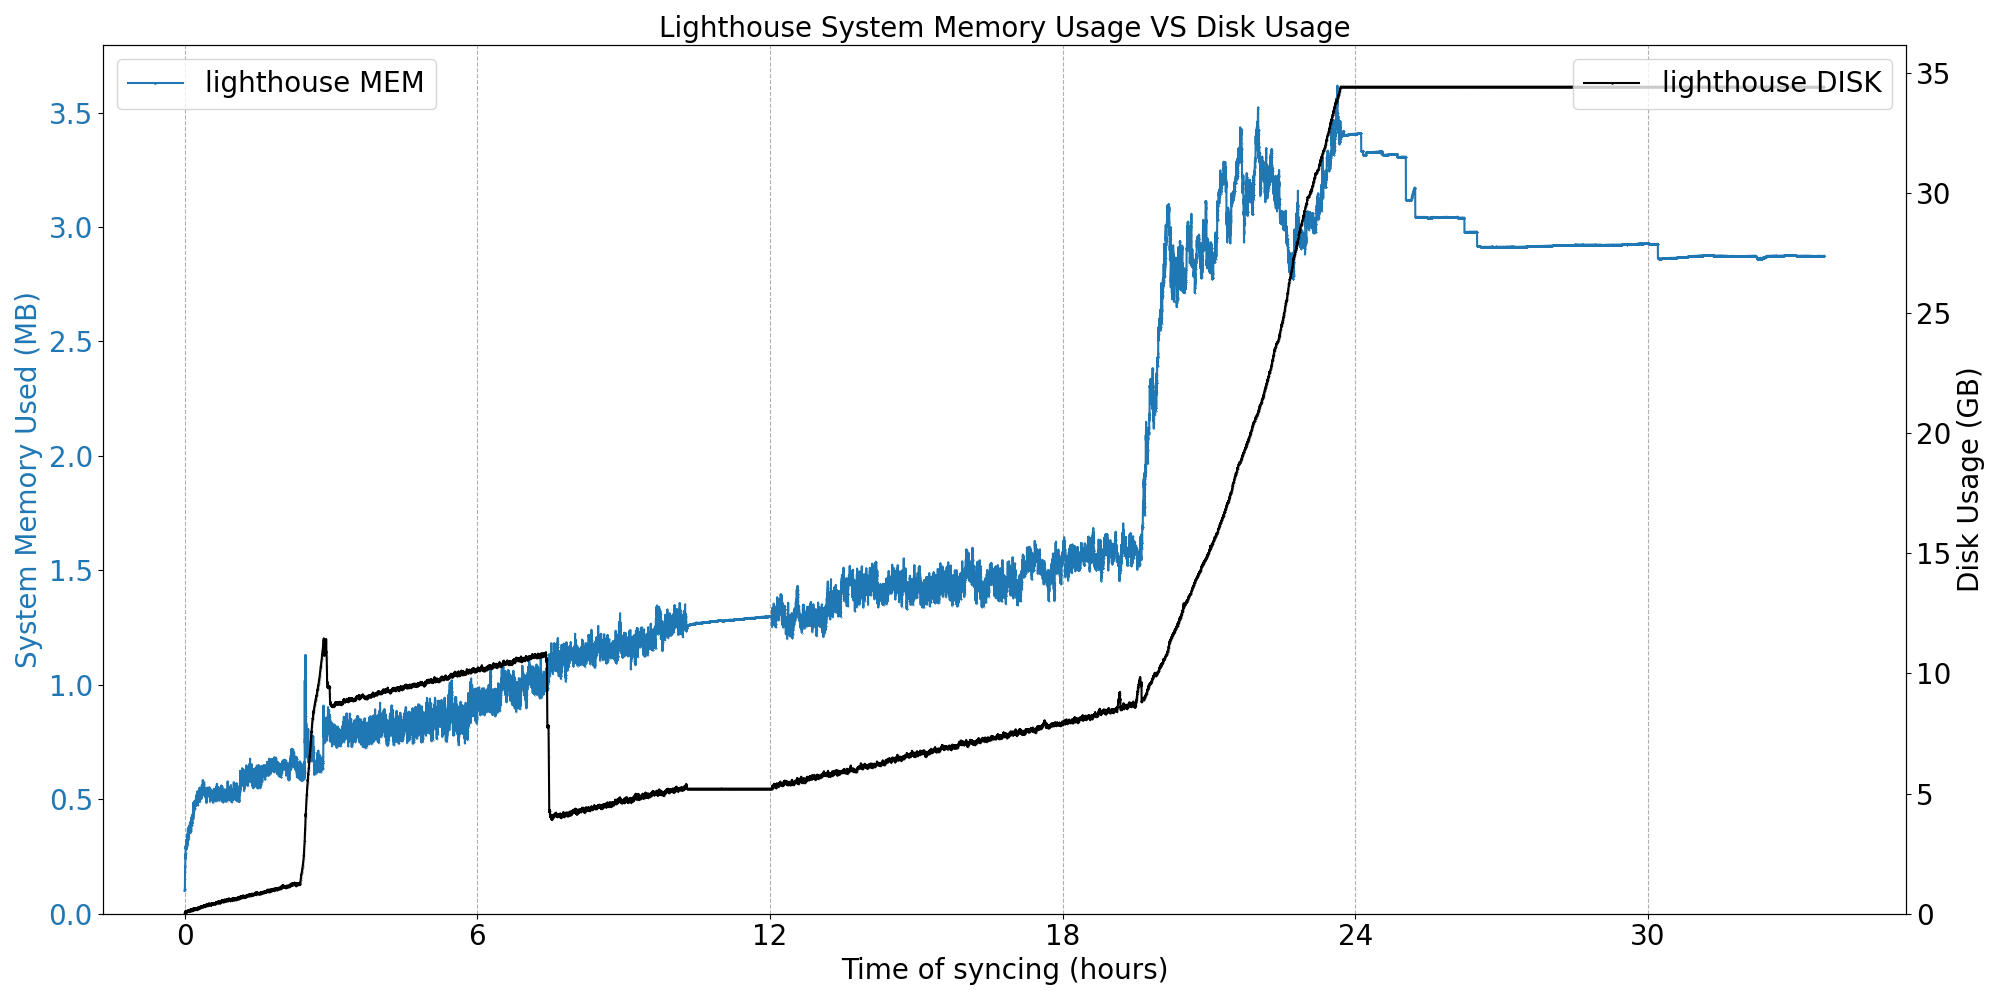 Lighthouse System Memory Usage VS Disk Usage
lighthouse MEM
lighthouse DISK
System Memory Used (MB)
3.5
3.0
2.5
2.0
1.5
1.0
0.5
0.0
Disk Usage (GB)
35
30
25
20
15
10
5
0
0 6 12 18 24 30
Time of syncing (hours)